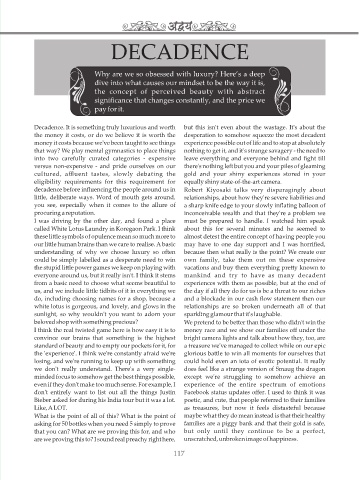 अद्वय
DECADENCE
Why are we so obsessed with luxury? Here's a deep
dive into what causes our mindset to be the way it is,
the concept of perceived beauty with abstract
significance that changes constantly, and the price we
pay for it.
Decadence. It is something truly luxurious and worth
the money it costs, or do we believe it is worth the
money it costs because we've been taught to see things
that way? We play mental gymnastics to place things
into two carefully curated categories - expensive
versus non-expensive - and pride ourselves on our
cultured, affluent tastes, slowly debating the
eligibility requirements for this requirement for
decadence before influencing the people around us in
little, deliberate ways. Word of mouth gets around,
you see, especially when it comes to the allure of
procuring a reputation.
I was driving by the other day, and found a place
called White Lotus Laundry in Koregaon Park. I think
these little symbols of opulence mean so much more to
our little human brains than we care to realise. A basic
understanding of why we choose luxury so often
could be simply labelled as a desperate need to win
the stupid little power games we keep on playing with
everyone around us, but it really isn't. I think it stems
from a basic need to choose what seems beautiful to
us, and we include little tidbits of it in everything we
do, including choosing names for a shop, because a
white lotus is gorgeous, and lovely, and glows in the
sunlight, so why wouldn't you want to adorn your
beloved shop with something precious?
I think the real twisted game here is how easy it is to
convince our brains that something is the highest
standard of beauty and to empty our pockets for it, for
the 'experience'. I think we're constantly afraid we're
losing, and we're running to keep up with something
we don't really understand. There's a very single-
minded focus to somehow get the best things possible,
even if they don't make too much sense. For example, I
don't entirely want to list out all the things Justin
Bieber asked for during his India tour but it was a lot.
Like, A LOT.
What is the point of all of this? What is the point of
asking for 50 bottles when you need 5 simply to prove
that you can? What are we proving this for, and who
are we proving this to? I sound real preachy right here,
but this isn't even about the wastage. It's about the
desperation to somehow squeeze the most decadent
experience possible out of life and to stop at absolutely
nothing to get it, and it's strange savagery - the need to
leave everything and everyone behind and fight till
there's nothing left but you and your piles of gleaming
gold and your shiny experiences stored in your
equally shiny state-of-the-art camera.
Robert Kiyosaki talks very disparagingly about
relationships, about how they're severe liabilities and
a sharp knife edge to your slowly inflating balloon of
inconceivable wealth and that they're a problem we
must be prepared to handle. I watched him speak
about this for several minutes and he seemed to
almost detest the entire concept of having people you
may have to one day support and I was horrified,
because then what really is the point? We create our
own family, take them out on these expensive
vacations and buy them everything pretty known to
mankind and try to have as many decadent
experiences with them as possible, but at the end of
the day if all they do for us is be a threat to our riches
and a blockade in our cash flow statement then our
relationships are so broken underneath all of that
sparkling glamour that it's laughable.
We pretend to be better than those who didn't win the
money race and we show our families off under the
bright camera lights and talk about how they, too, are
a treasure we've managed to collect while on our epic
glorious battle to win all moments for ourselves that
could hold even an iota of exotic potential. It really
does feel like a strange version of Smaug the dragon
except we're struggling to somehow achieve an
experience of the entire spectrum of emotions
Facebook status updates offer. I used to think it was
poetic, and cute, that people referred to their families
as treasures, but now it feels distasteful because
maybe what they do mean instead is that their healthy
families are a piggy bank and that their gold is safe,
but only until they continue to be a perfect,
unscratched, unbroken image of happiness.
117